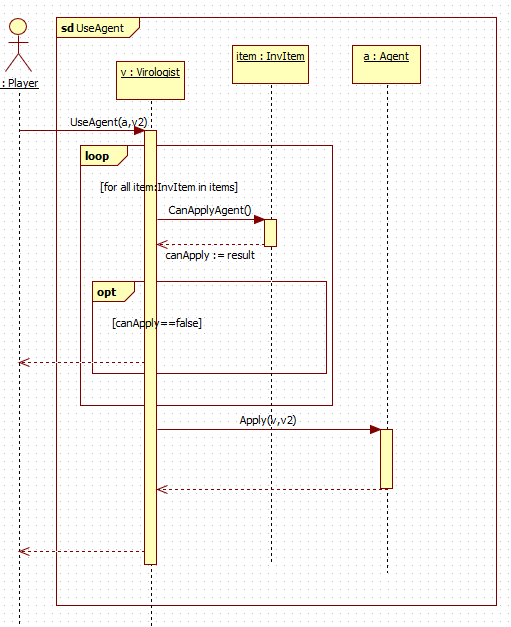 sd UseAgent
: Player
v : Virologist
item : InvItem
a : Agent
UseAgent(a,v2)
loop
[for all item:InvItem in items]
CanApplyAgent()
canApply := result
opt
[canApply==false]
Apply(v,v2)